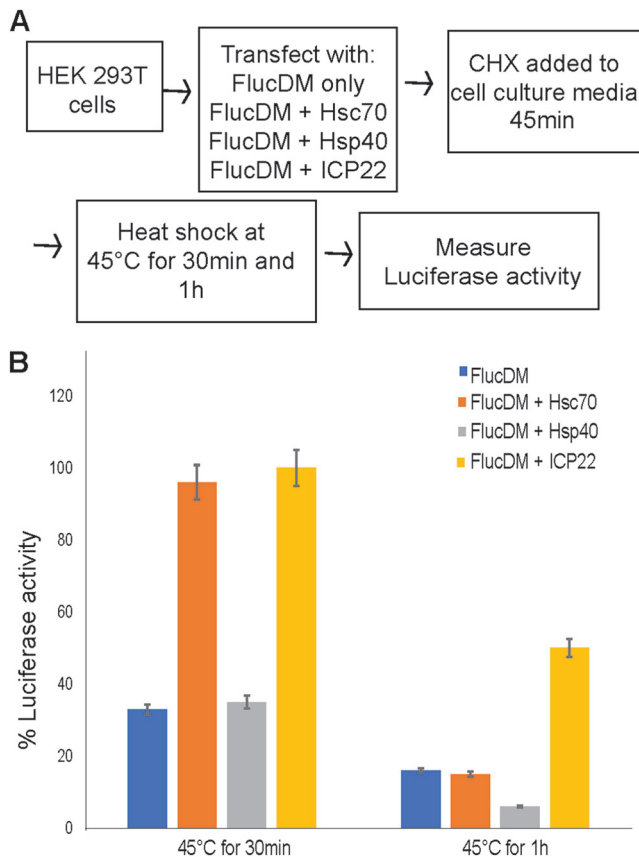 A
HEK 293T
cells
Transfect with:
FlucDM only
FlucDM + Hsc70
FlucDM + Hsp40
FlucDM + ICP22
CHX added to
cell culture media
45min
Heat shock at
45°C for 30min and
1h
Measure
Luciferase activity
B
% Luciferase activity
120
100
80
60
40
20
0
FlucDM
FlucDM + Hsc70
FlucDM + Hsp40
FlucDM + ICP22
45°C for 30min
45°C for 1h